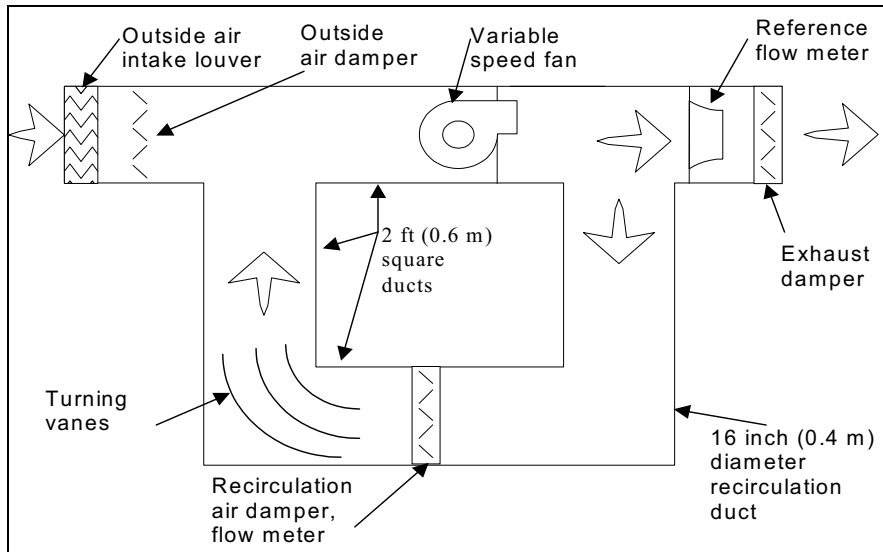 Outside air
intake louver
Outside
air damper
Variable
speed fan
Reference
flow meter
2 ft (0.6 m)
square
ducts
Exhaust
damper
Turning
vanes
Recirculation
air damper,
flow meter
16 inch (0.4 m)
diameter
recirculation
duct